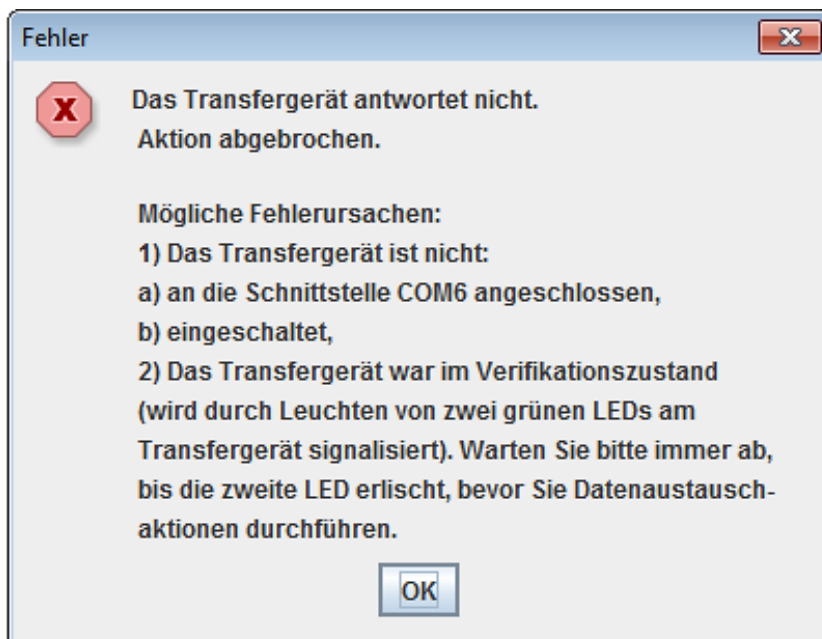 Fehler
Das Transfergerät antwortet nicht.
Aktion abgebrochen.
Mögliche Fehlerursachen:
1) Das Transfergerät ist nicht:
a) an die Schnittstelle COM6 angeschlossen,
b) eingeschaltet,
2) Das Transfergerät war im Verifikationszustand
(wird durch Leuchten von zwei grünen LEDs am
Transfergerät signalisiert). Warten Sie bitte immer ab,
bis die zweite LED erlischt, bevor Sie Datenaustausch-
aktionen durchführen.
OK